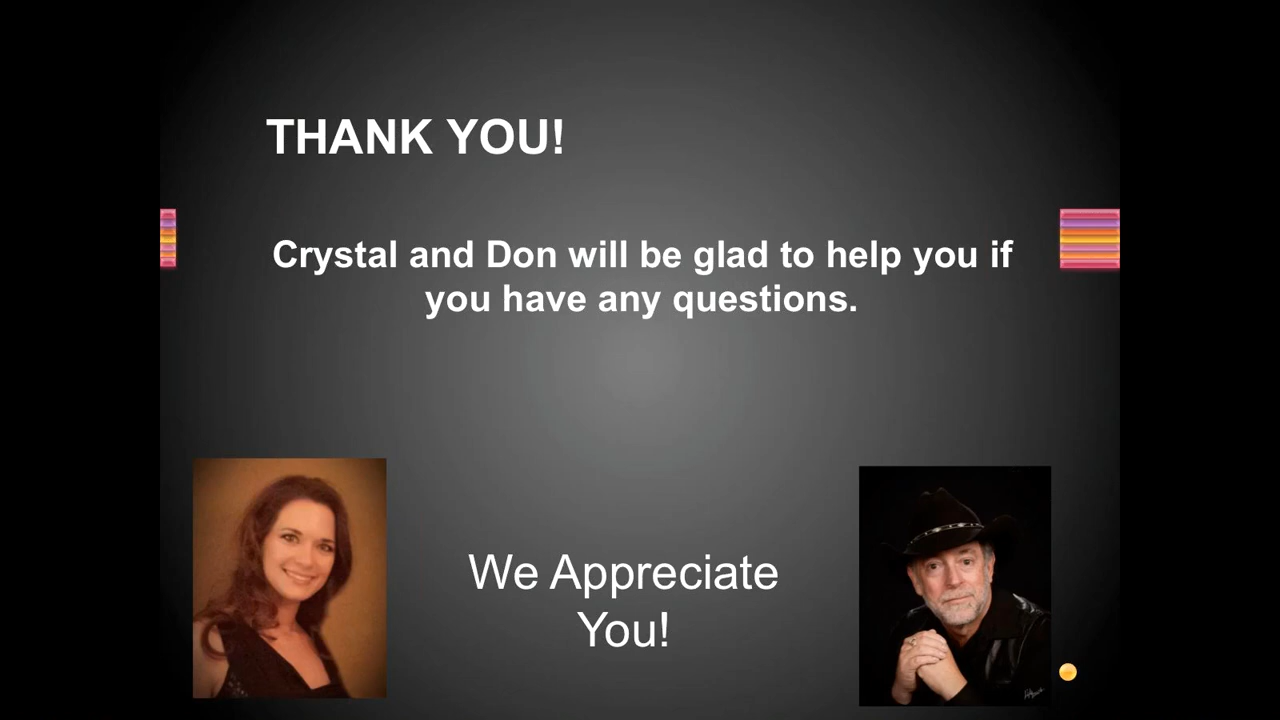 THANK YOU!
Crystal and Don will be glad to help you if
you have any questions.
We Appreciate
You!